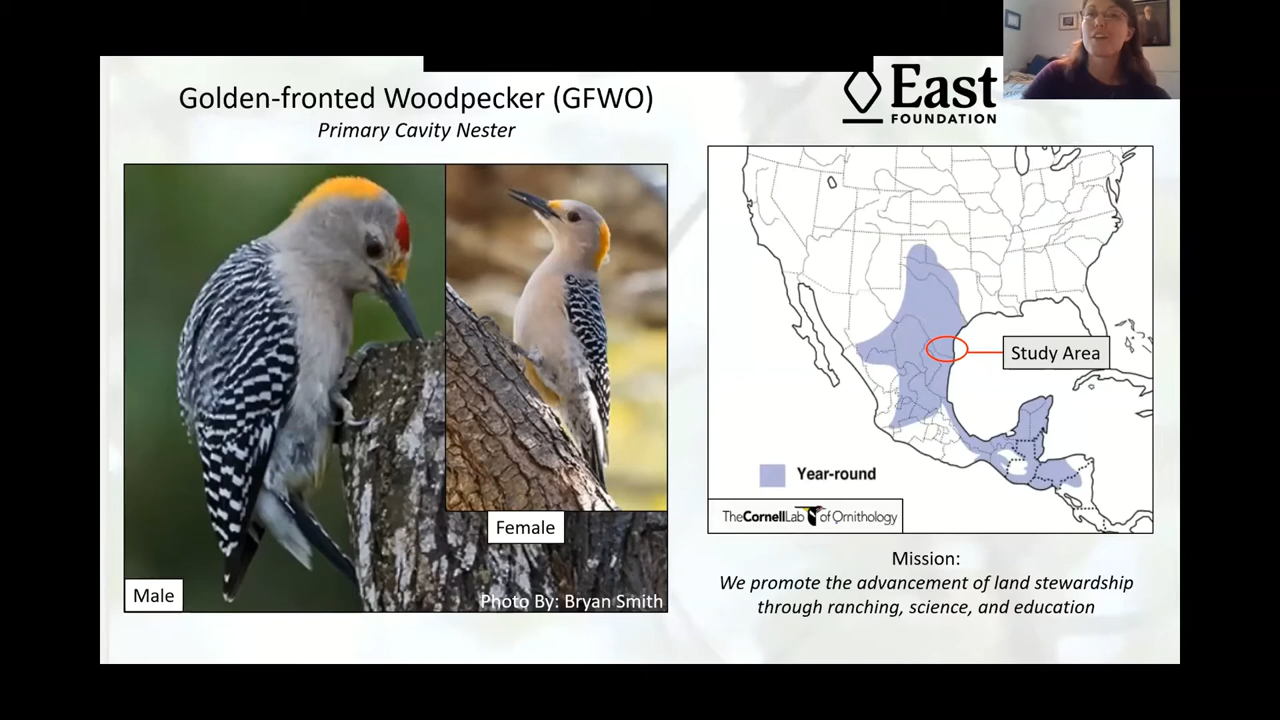 Golden-fronted Woodpecker (GFWO)
Primary Cavity Nester
East
FOUNDATION
Male
Female
Photo By: Bryan Smith
Study Area
Year-round
TheCornellLab of Ornithology
Mission:
We promote the advancement of land stewardship
through ranching, science, and education